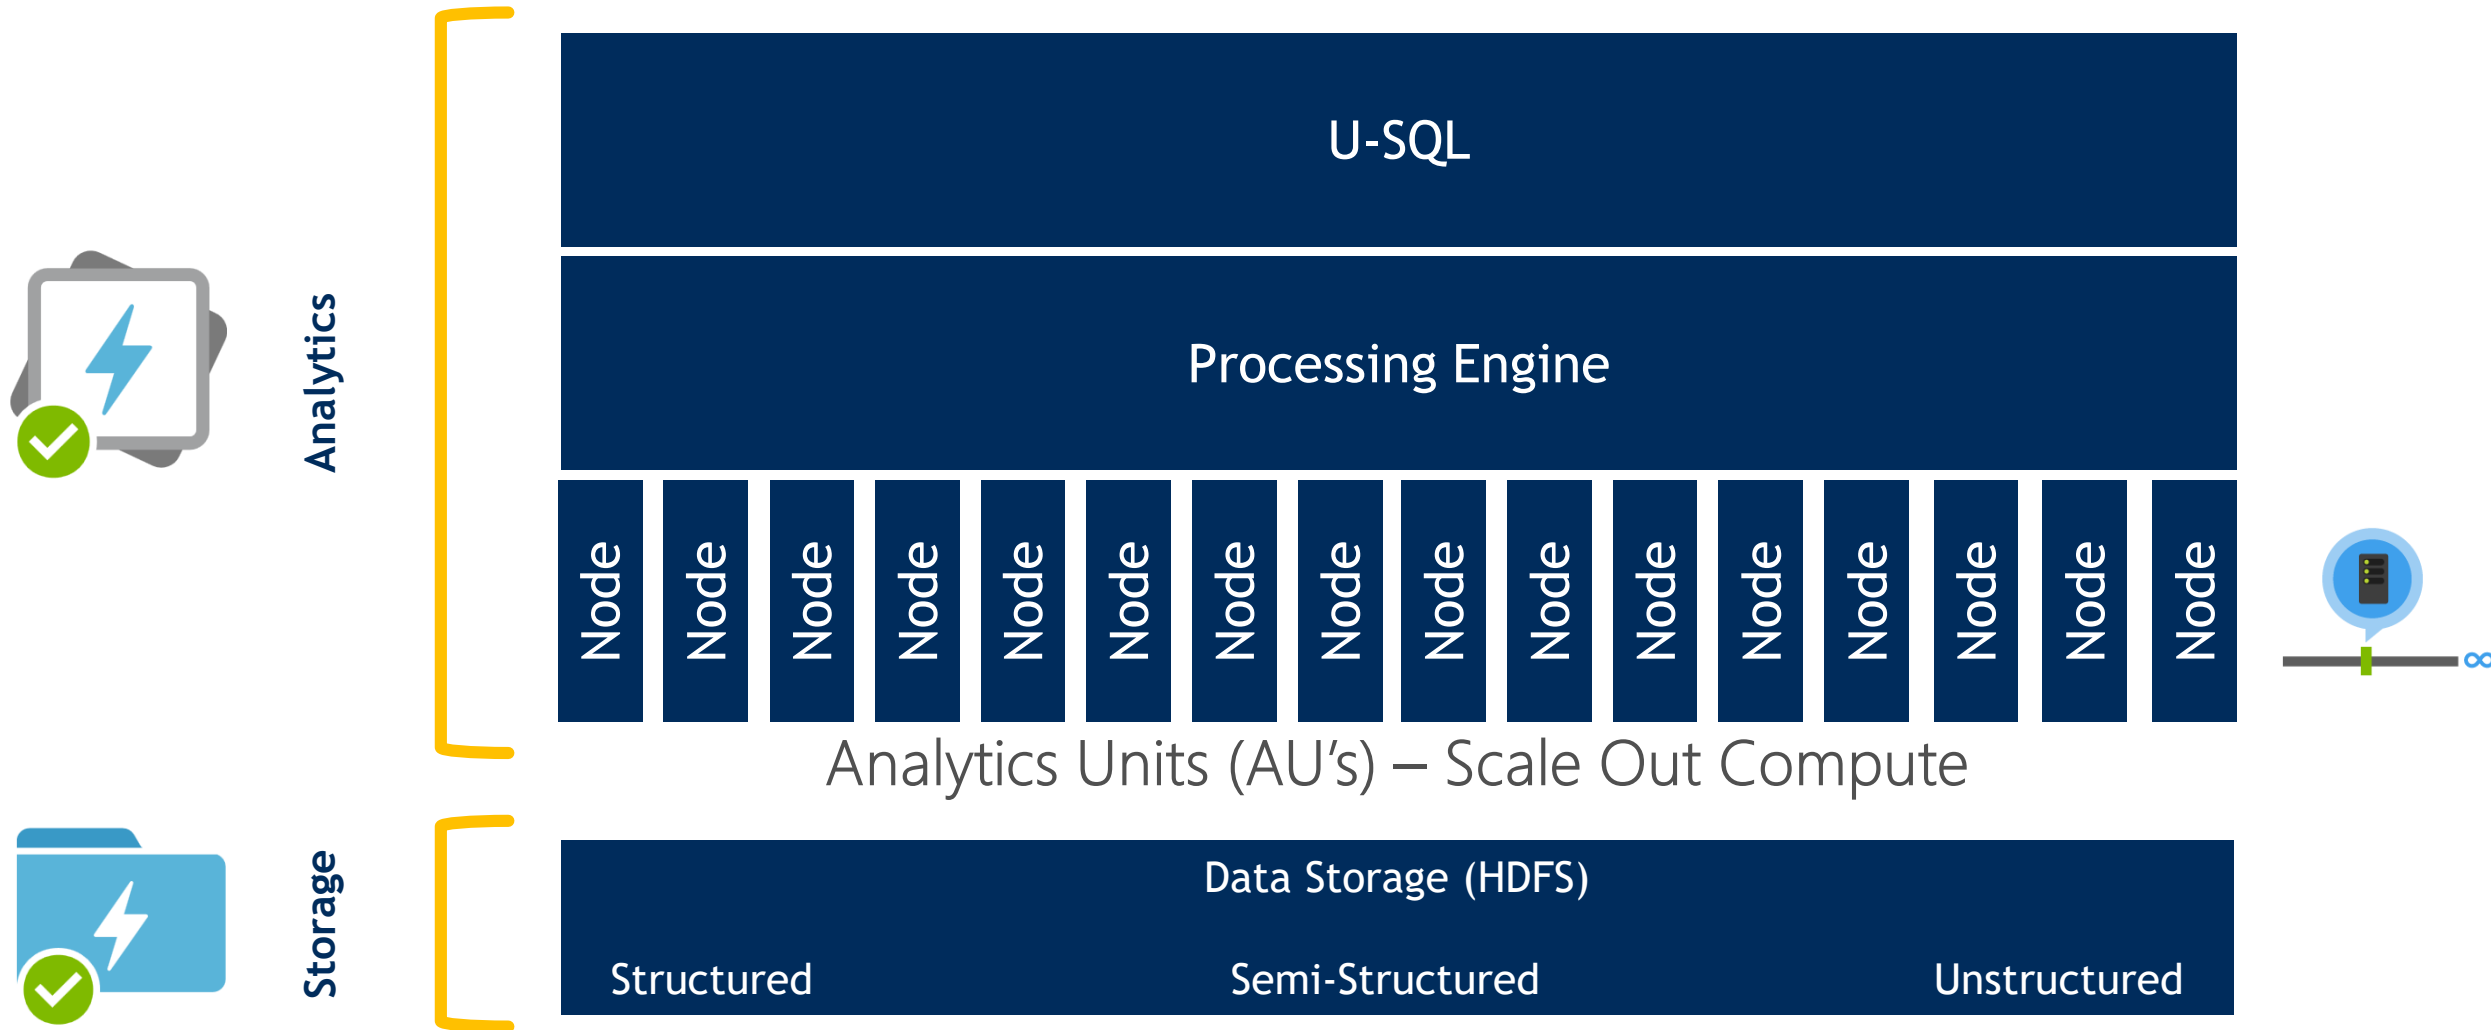 U-SQL
Analytics
Processing Engine
Node Node Node Node Node Node Node Node Node Node Node Node Node Node Node Node
∞
Analytics Units (AU’s) – Scale Out Compute
Storage
Data Storage (HDFS)
Structured Semi-Structured Unstructured